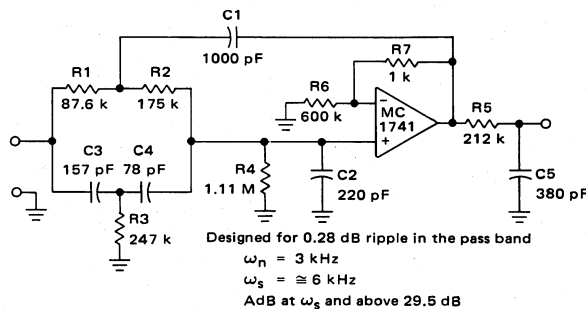 C1
1000 pF
R1
87.6 k
R2
175 k
R7
1 k
R6
600 k
−
MC
1741
+
R5
212 k
C3
157 pF
C4
78 pF
R4
1.11 M
C2
220 pF
C5
380 pF
R3
247 k
Designed for 0.28 dB ripple in the pass band
ωn = 3 kHz
ωs = ≅ 6 kHz
AdB at ωs and above 29.5 dB